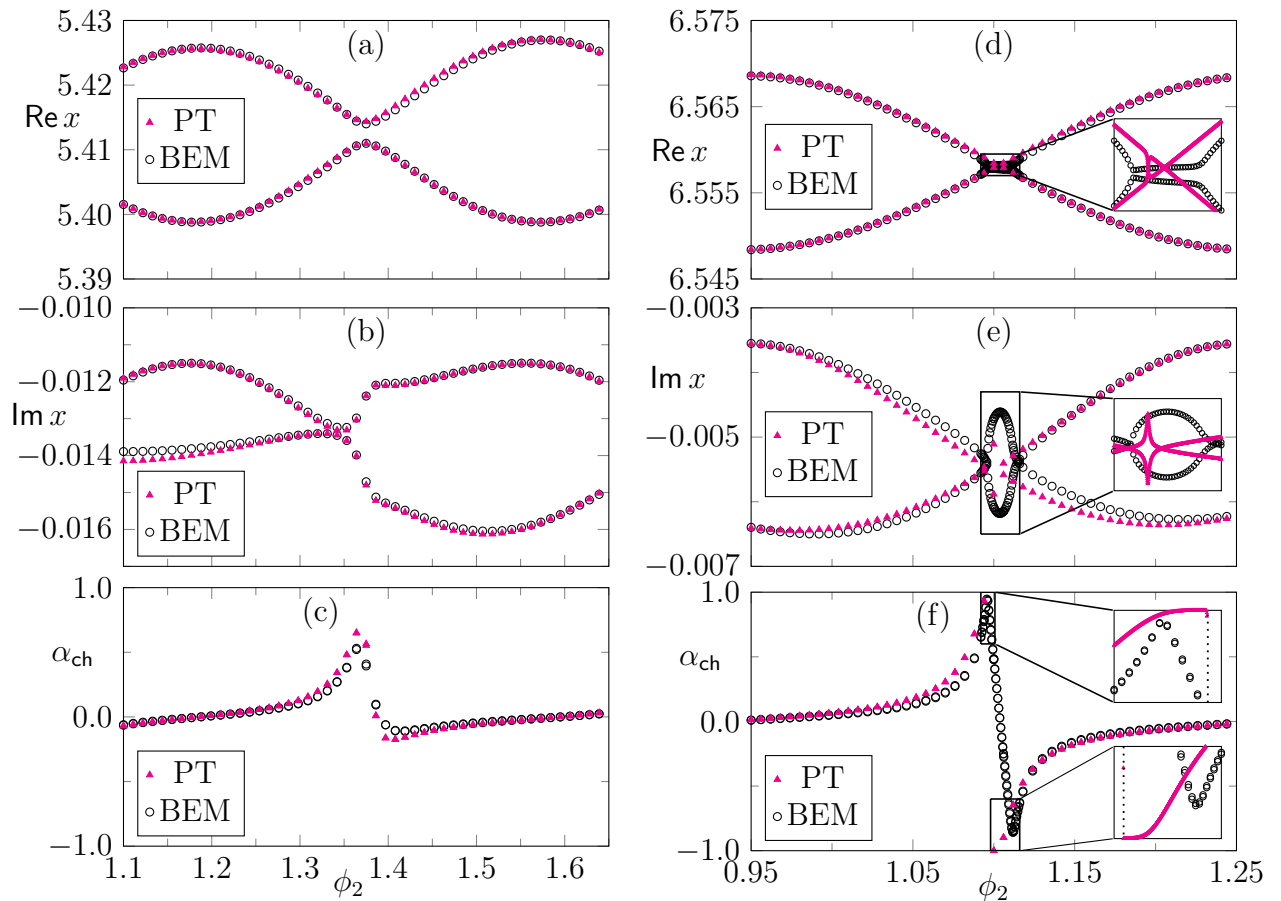 5.43
5.42
5.41
5.40
5.39
Re x
(a)
PT
BEM
−0.010
−0.012
−0.014
−0.016
Im x
(b)
PT
BEM
1.0
0.0
−1.0
α_ch
(c)
PT
BEM
1.1
1.2
1.3
1.4
1.5
1.6
ϕ_2
6.575
6.565
6.555
6.545
Re x
(d)
PT
BEM
−0.003
−0.005
−0.007
Im x
(e)
PT
BEM
1.0
0.0
−1.0
α_ch
(f)
PT
BEM
0.95
1.05
1.15
1.25
ϕ_2